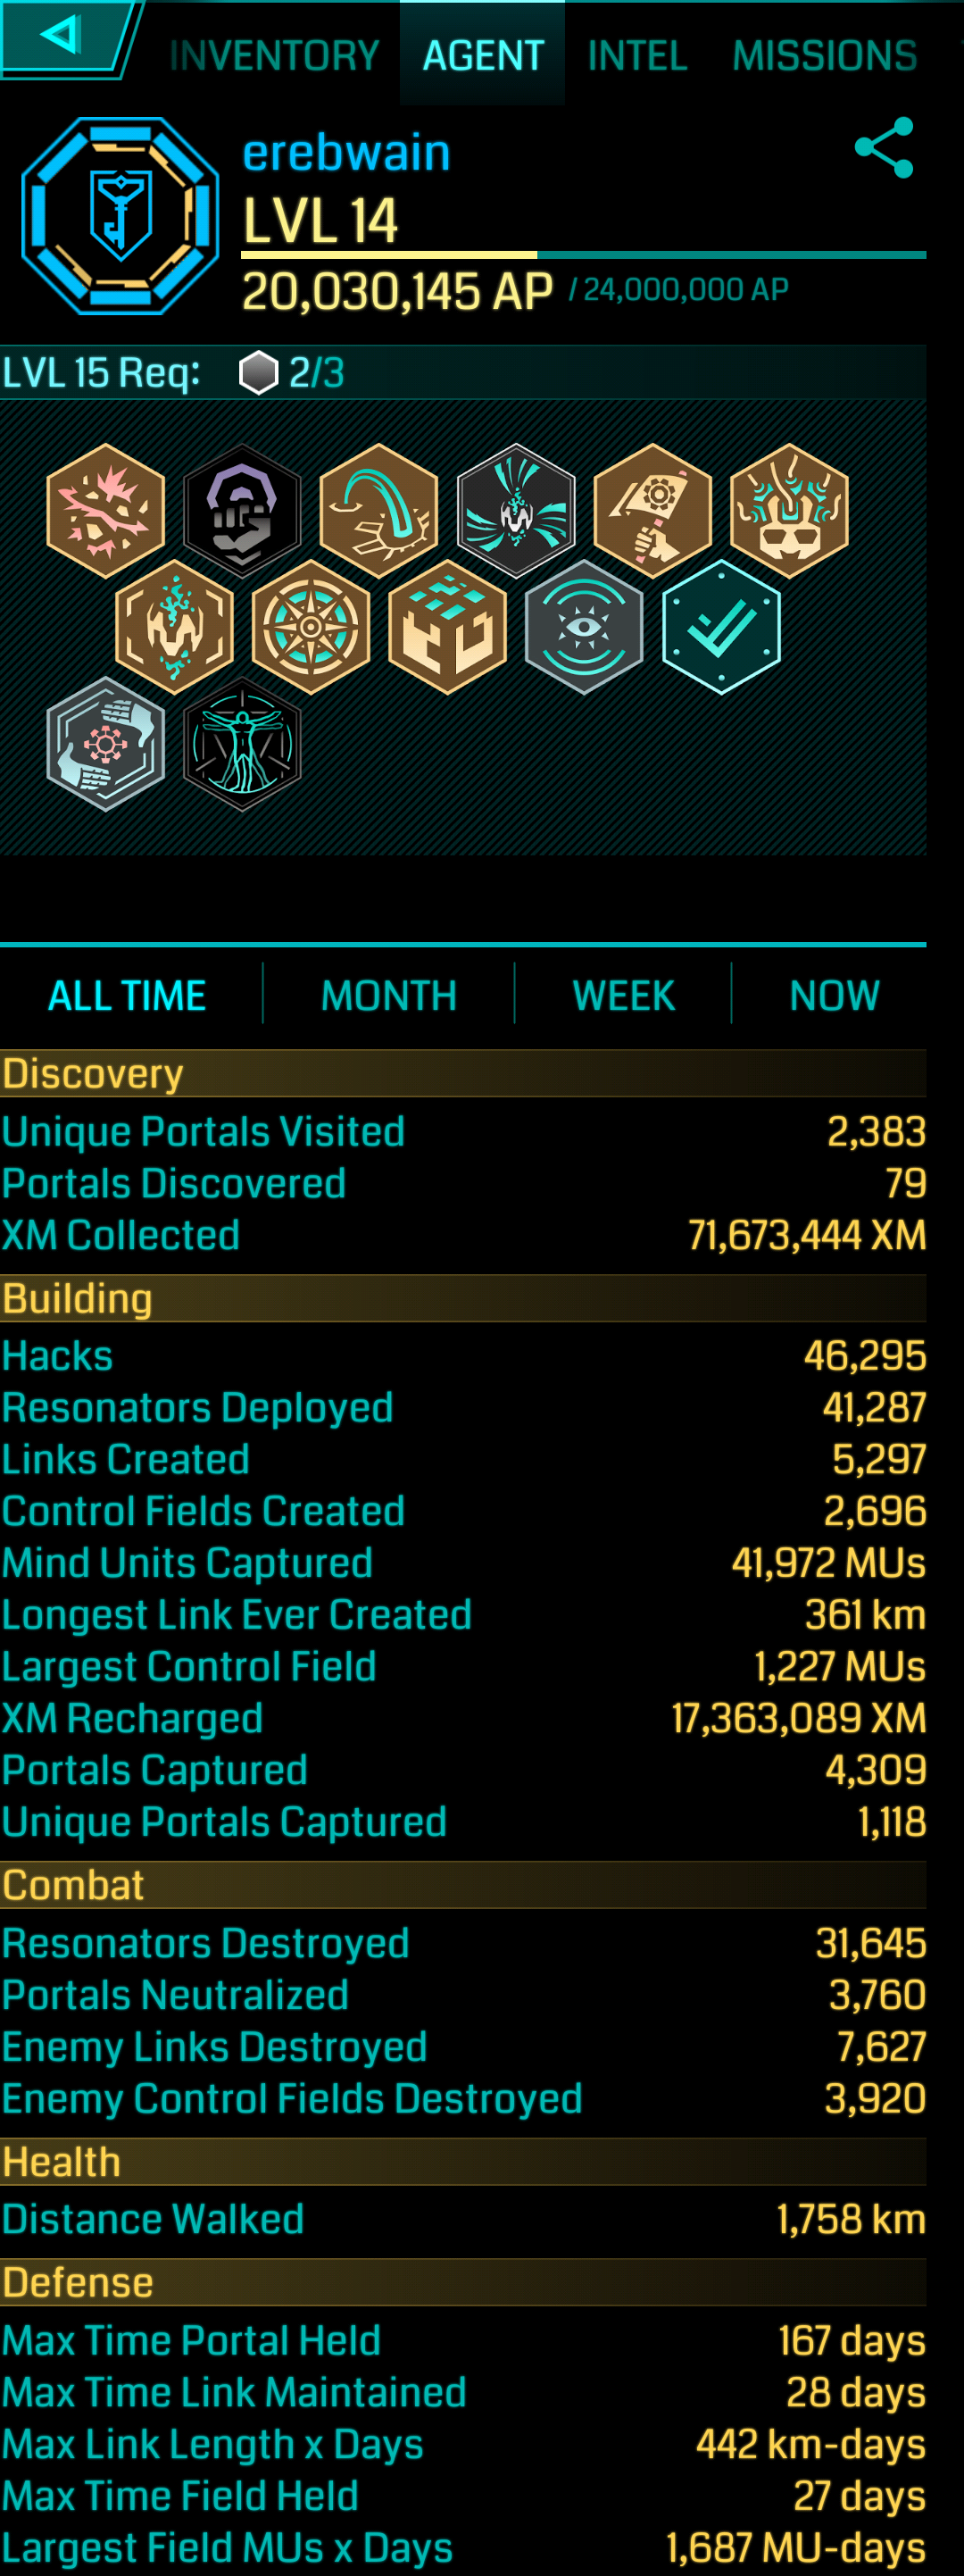 INVENTORY AGENT INTEL MISSIONS
erebwain
LVL 14
20,030,145 AP / 24,000,000 AP
LVL 15 Req: 2/3
ALL TIME MONTH WEEK NOW
Discovery
Unique Portals Visited 2,383
Portals Discovered 79
XM Collected 71,673,444 XM
Building
Hacks 46,295
Resonators Deployed 41,287
Links Created 5,297
Control Fields Created 2,696
Mind Units Captured 41,972 MUs
Longest Link Ever Created 361 km
Largest Control Field 1,227 MUs
XM Recharged 17,363,089 XM
Portals Captured 4,309
Unique Portals Captured 1,118
Combat
Resonators Destroyed 31,645
Portals Neutralized 3,760
Enemy Links Destroyed 7,627
Enemy Control Fields Destroyed 3,920
Health
Distance Walked 1,758 km
Defense
Max Time Portal Held 167 days
Max Time Link Maintained 28 days
Max Link Length x Days 442 km-days
Max Time Field Held 27 days
Largest Field MUs x Days 1,687 MU-days